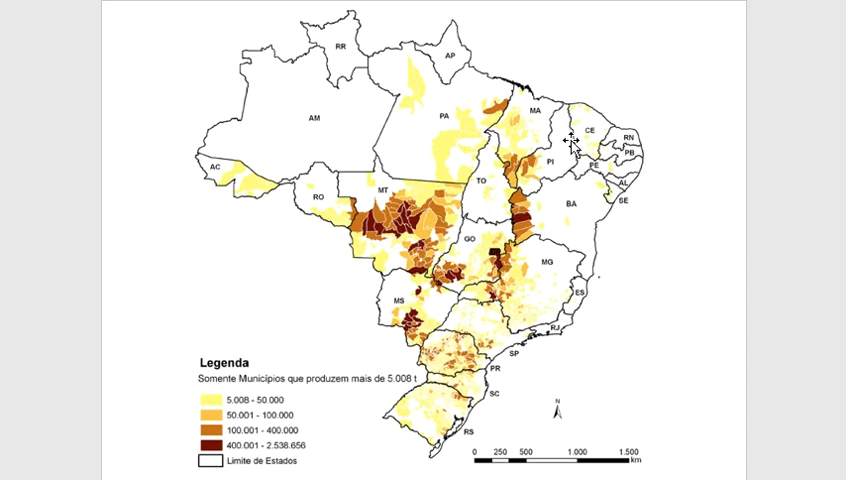 RR
AP
AM
PA
MA
CE
RN
PB
PI
PE
AL
SE
AC
RO
MT
TO
BA
GO
MG
MS
ES
RJ
SP
PR
SC
RS
Legenda
Somente Municípios que produzem mais de 5.008 t
5.008 - 50.000
50.001 - 100.000
100.001 - 400.000
400.001 - 2.538.656
Limite de Estados
N
0 250 500 1.000 1.500
km